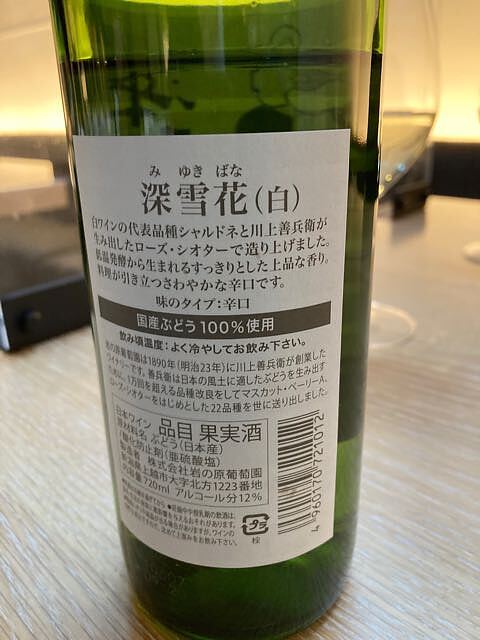 み ゆき ばな
深雪花(白)
白ワインの代表品種シャルドネと川上善兵衛が
生み出したローズ・シオターで造り上げました。
低温発酵から生まれるすっきりとした上品な香り。
料理が引き立つさわやかな辛口です。
味のタイプ:辛口
国産ぶどう100%使用
飲み頃温度:よく冷やしてお飲み下さい。
岩の原葡萄園は1890年(明治23年)に川上善兵衛が創業した
ワイナリーです。善兵衛は日本の風土に適したぶどうを生み出す
ために、1万回を超える品種改良をしてマスカット・ベーリーA、
ローズ・シオターをはじめとした22品種を世に送り出しました。
日本ワイン 品目 果実酒
原材料名 ぶどう(日本産)
酸化防止剤(亜硫酸塩)
製造者 株式会社岩の原葡萄園
新潟県上越市大字北方1223番地
内容量720ml アルコール分12%
●妊娠中や授乳期の飲酒は、
プラ
栓
4960170721072